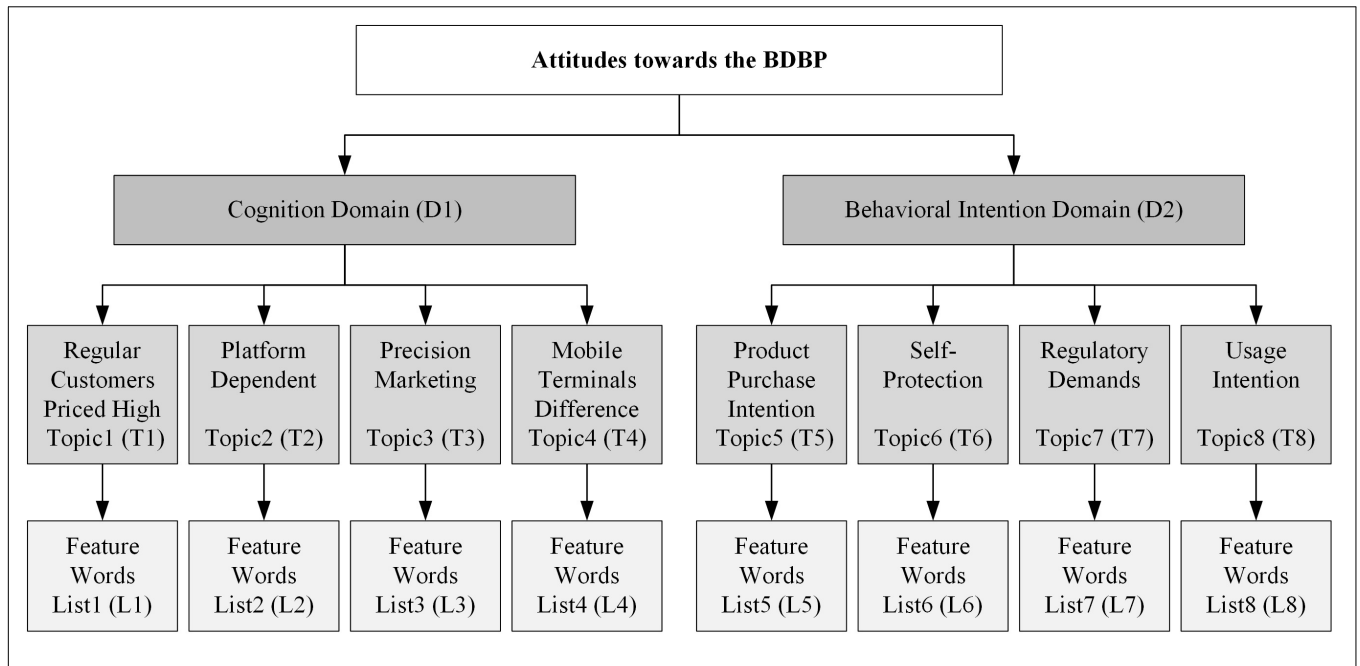 Attitudes towards the BDBP
Cognition Domain (D1)
Behavioral Intention Domain (D2)
Regular
Customers
Priced High
Topic1 (T1)
Platform
Dependent
Topic2 (T2)
Precision
Marketing
Topic3 (T3)
Mobile
Terminals
Difference
Topic4 (T4)
Product
Purchase
Intention
Topic5 (T5)
Self-
Protection
Topic6 (T6)
Regulatory
Demands
Topic7 (T7)
Usage
Intention
Topic8 (T8)
Feature
Words
List1 (L1)
Feature
Words
List2 (L2)
Feature
Words
List3 (L3)
Feature
Words
List4 (L4)
Feature
Words
List5 (L5)
Feature
Words
List6 (L6)
Feature
Words
List7 (L7)
Feature
Words
List8 (L8)